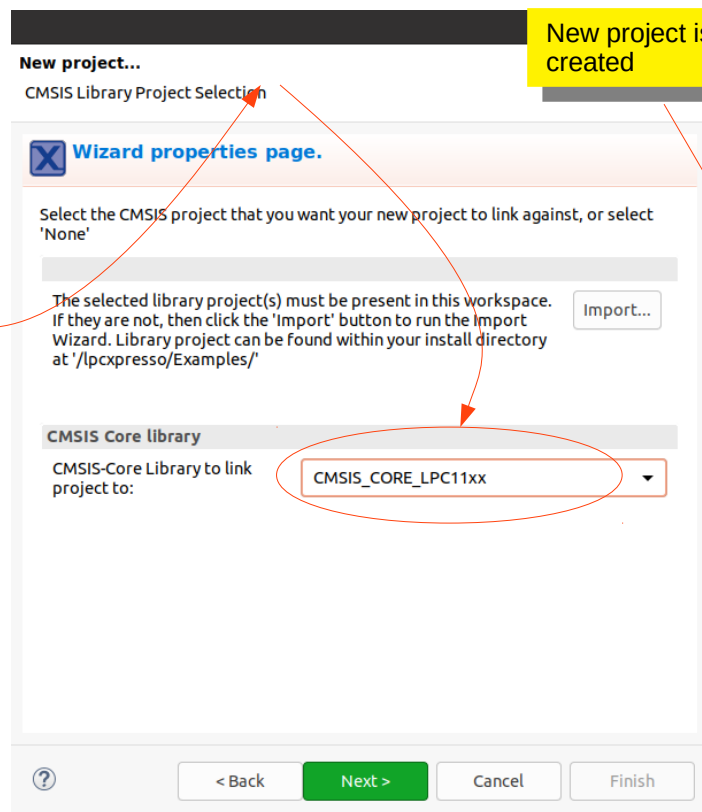 New project is
created
New project...
CMSIS Library Project Selection
Wizard properties page.
Select the CMSIS project that you want your new project to link against, or select
'None'
The selected library project(s) must be present in this workspace.
If they are not, then click the 'Import' button to run the Import
Wizard. Library project can be found within your install directory
at '/lpcxpresso/Examples/'
Import...
CMSIS Core library
CMSIS-Core Library to link
project to:
CMSIS_CORE_LPC11xx
< Back
Next >
Cancel
Finish